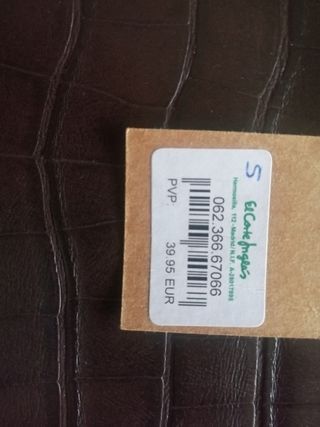 El Corte Inglés
Hermosilla, 112 - Madrid / N.I.F. A-28017895
S
062.366.67066
PVP: 39.95 EUR